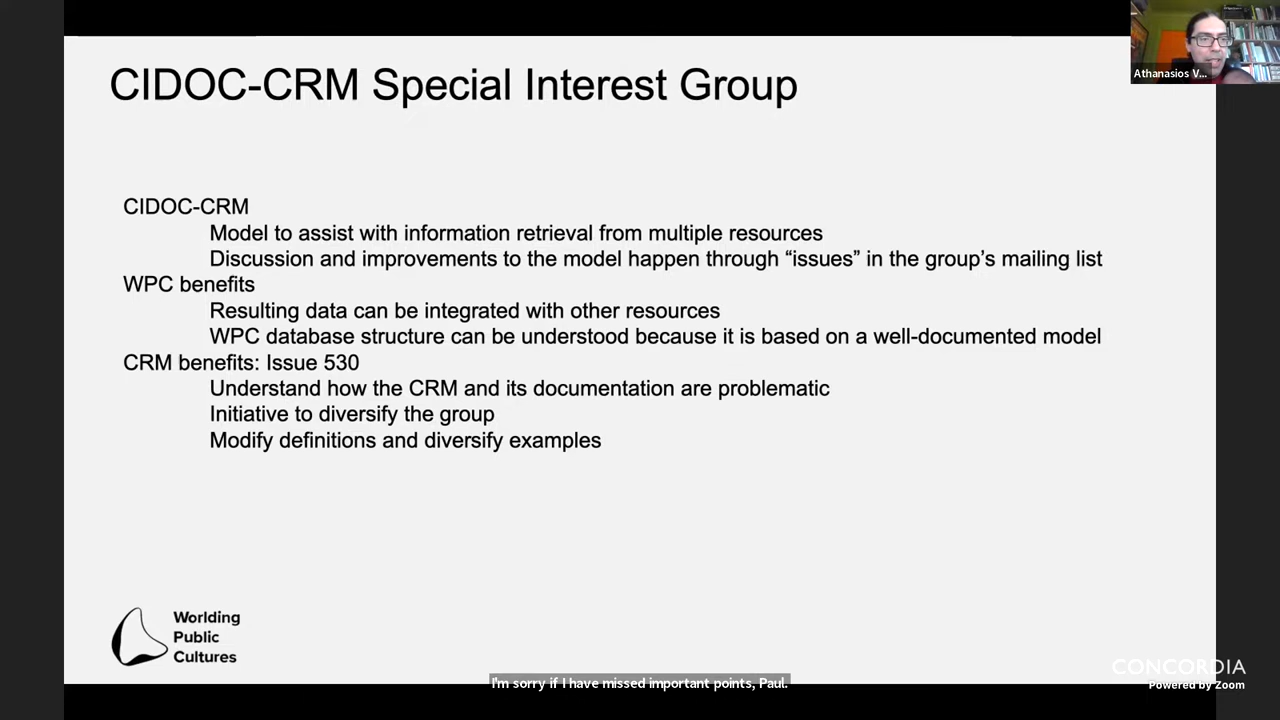 Athanasios V...
CIDOC-CRM Special Interest Group
CIDOC-CRM
Model to assist with information retrieval from multiple resources
Discussion and improvements to the model happen through “issues” in the group’s mailing list
WPC benefits
Resulting data can be integrated with other resources
WPC database structure can be understood because it is based on a well-documented model
CRM benefits: Issue 530
Understand how the CRM and its documentation are problematic
Initiative to diversify the group
Modify definitions and diversify examples
Worlding
Public
Cultures
CONCORDIA
Powered by Zoom
I'm sorry if I have missed important points, Paul.